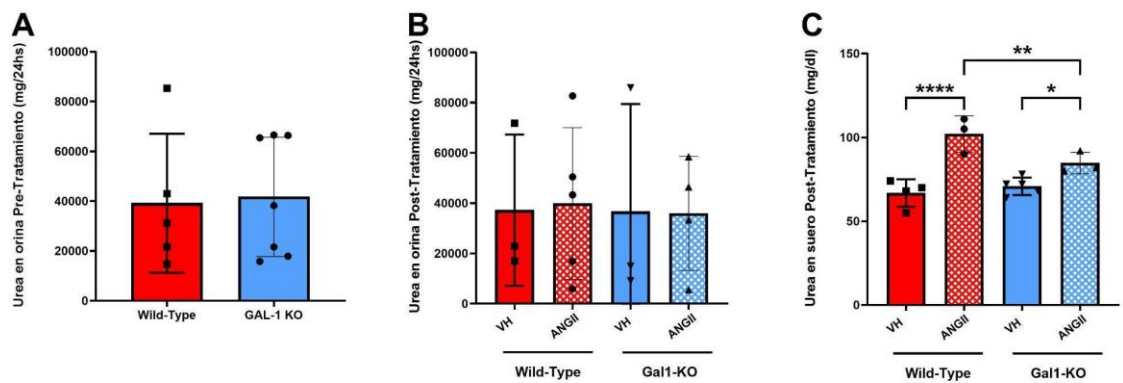 A
Urea en orina Pre-Tratamiento (mg/24hs)
100000
80000
60000
40000
20000
0
Wild-Type
GAL-1 KO
B
Urea en orina Post-Tratamiento (mg/24hs)
100000
80000
60000
40000
20000
0
VH
ANGII
VH
ANGII
Wild-Type
Gal1-KO
C
Urea en suero Post-Tratamiento (mg/dl)
150
100
50
0
**
****
*
VH
ANGII
VH
ANGII
Wild-Type
Gal1-KO